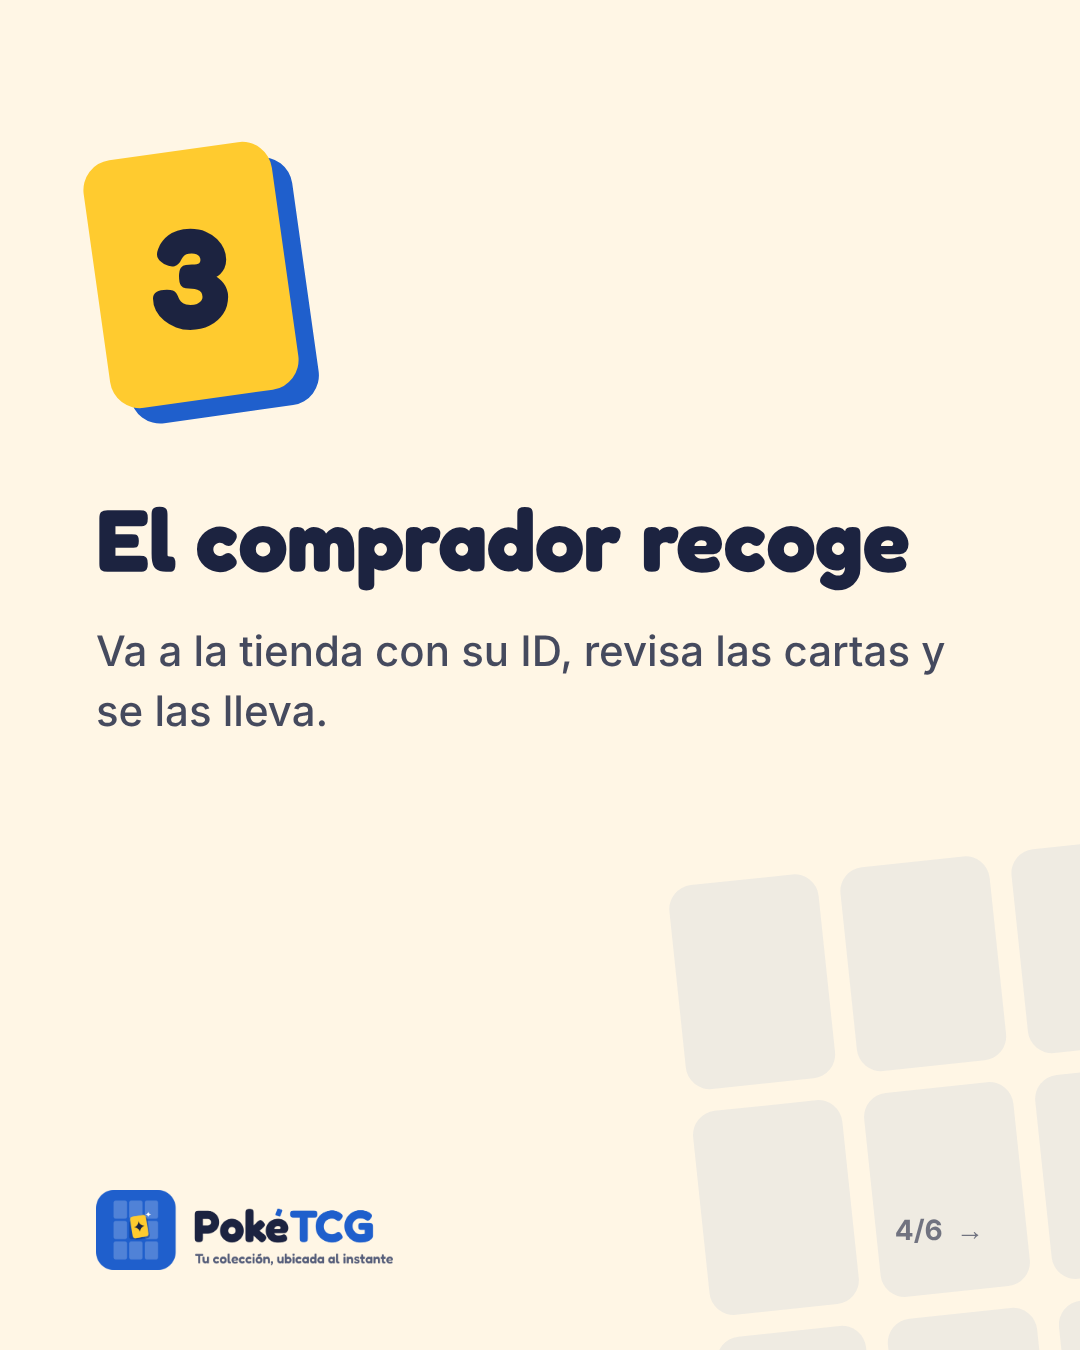 3
El comprador recoge
Va a la tienda con su ID, revisa las cartas y
se las lleva.
PokéTCG
Tu colección, ubicada al instante
4/6 →